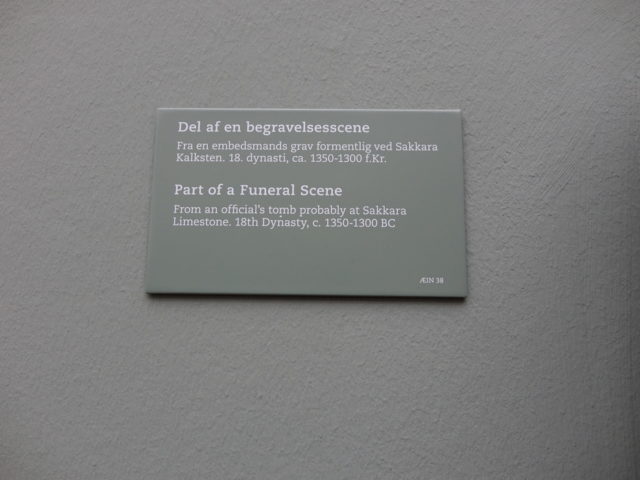 Del af en begravelsesscene
Fra en embedsmands grav formentlig ved Sakkara
Kalksten. 18. dynasti, ca. 1350-1300 f.Kr.
Part of a Funeral Scene
From an official's tomb probably at Sakkara
Limestone. 18th Dynasty, c. 1350-1300 BC
ÆIN 38